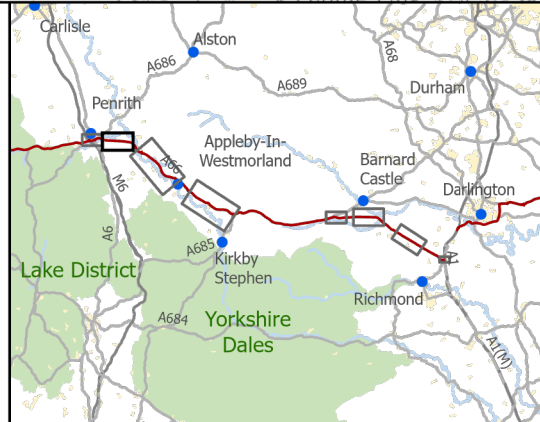 Carlisle
Alston
A686
A68
A689
Durham
Penrith
Appleby-In-
Westmorland
A66
Barnard
Castle
Darlington
M6
A6
A685
A1
Lake District
Kirkby
Stephen
Richmond
A684
Yorkshire
Dales
A1(M)